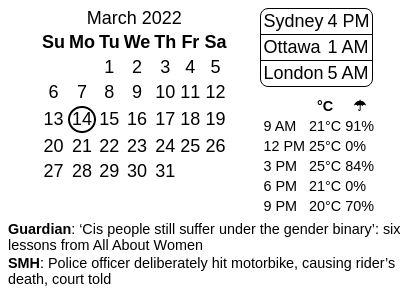 March 2022
Su Mo Tu We Th Fr Sa
1 2 3 4 5
6 7 8 9 10 11 12
13 14 15 16 17 18 19
20 21 22 23 24 25 26
27 28 29 30 31
Sydney 4 PM
Ottawa 1 AM
London 5 AM
°C ☂
9 AM 21°C 91%
12 PM 25°C 0%
3 PM 25°C 84%
6 PM 21°C 0%
9 PM 20°C 70%
Guardian: ‘Cis people still suffer under the gender binary’: six
lessons from All About Women
SMH: Police officer deliberately hit motorbike, causing rider’s
death, court told